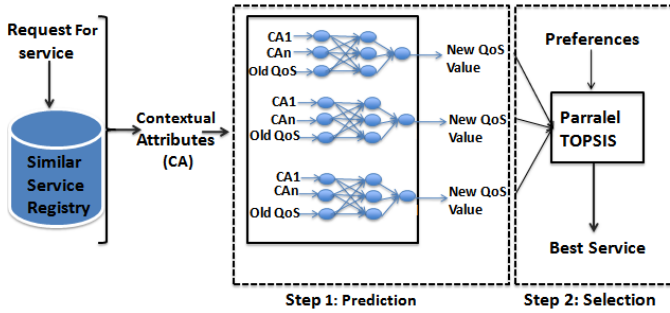 Request For
service
Similar
Service
Registry
Contextual
Attributes
(CA)
CA1
CAn
Old QoS
New QoS
Value
CA1
CAn
Old QoS
New QoS
Value
CA1
CAn
Old QoS
New QoS
Value
Step 1: Prediction
Preferences
Parralel
TOPSIS
Best Service
Step 2: Selection